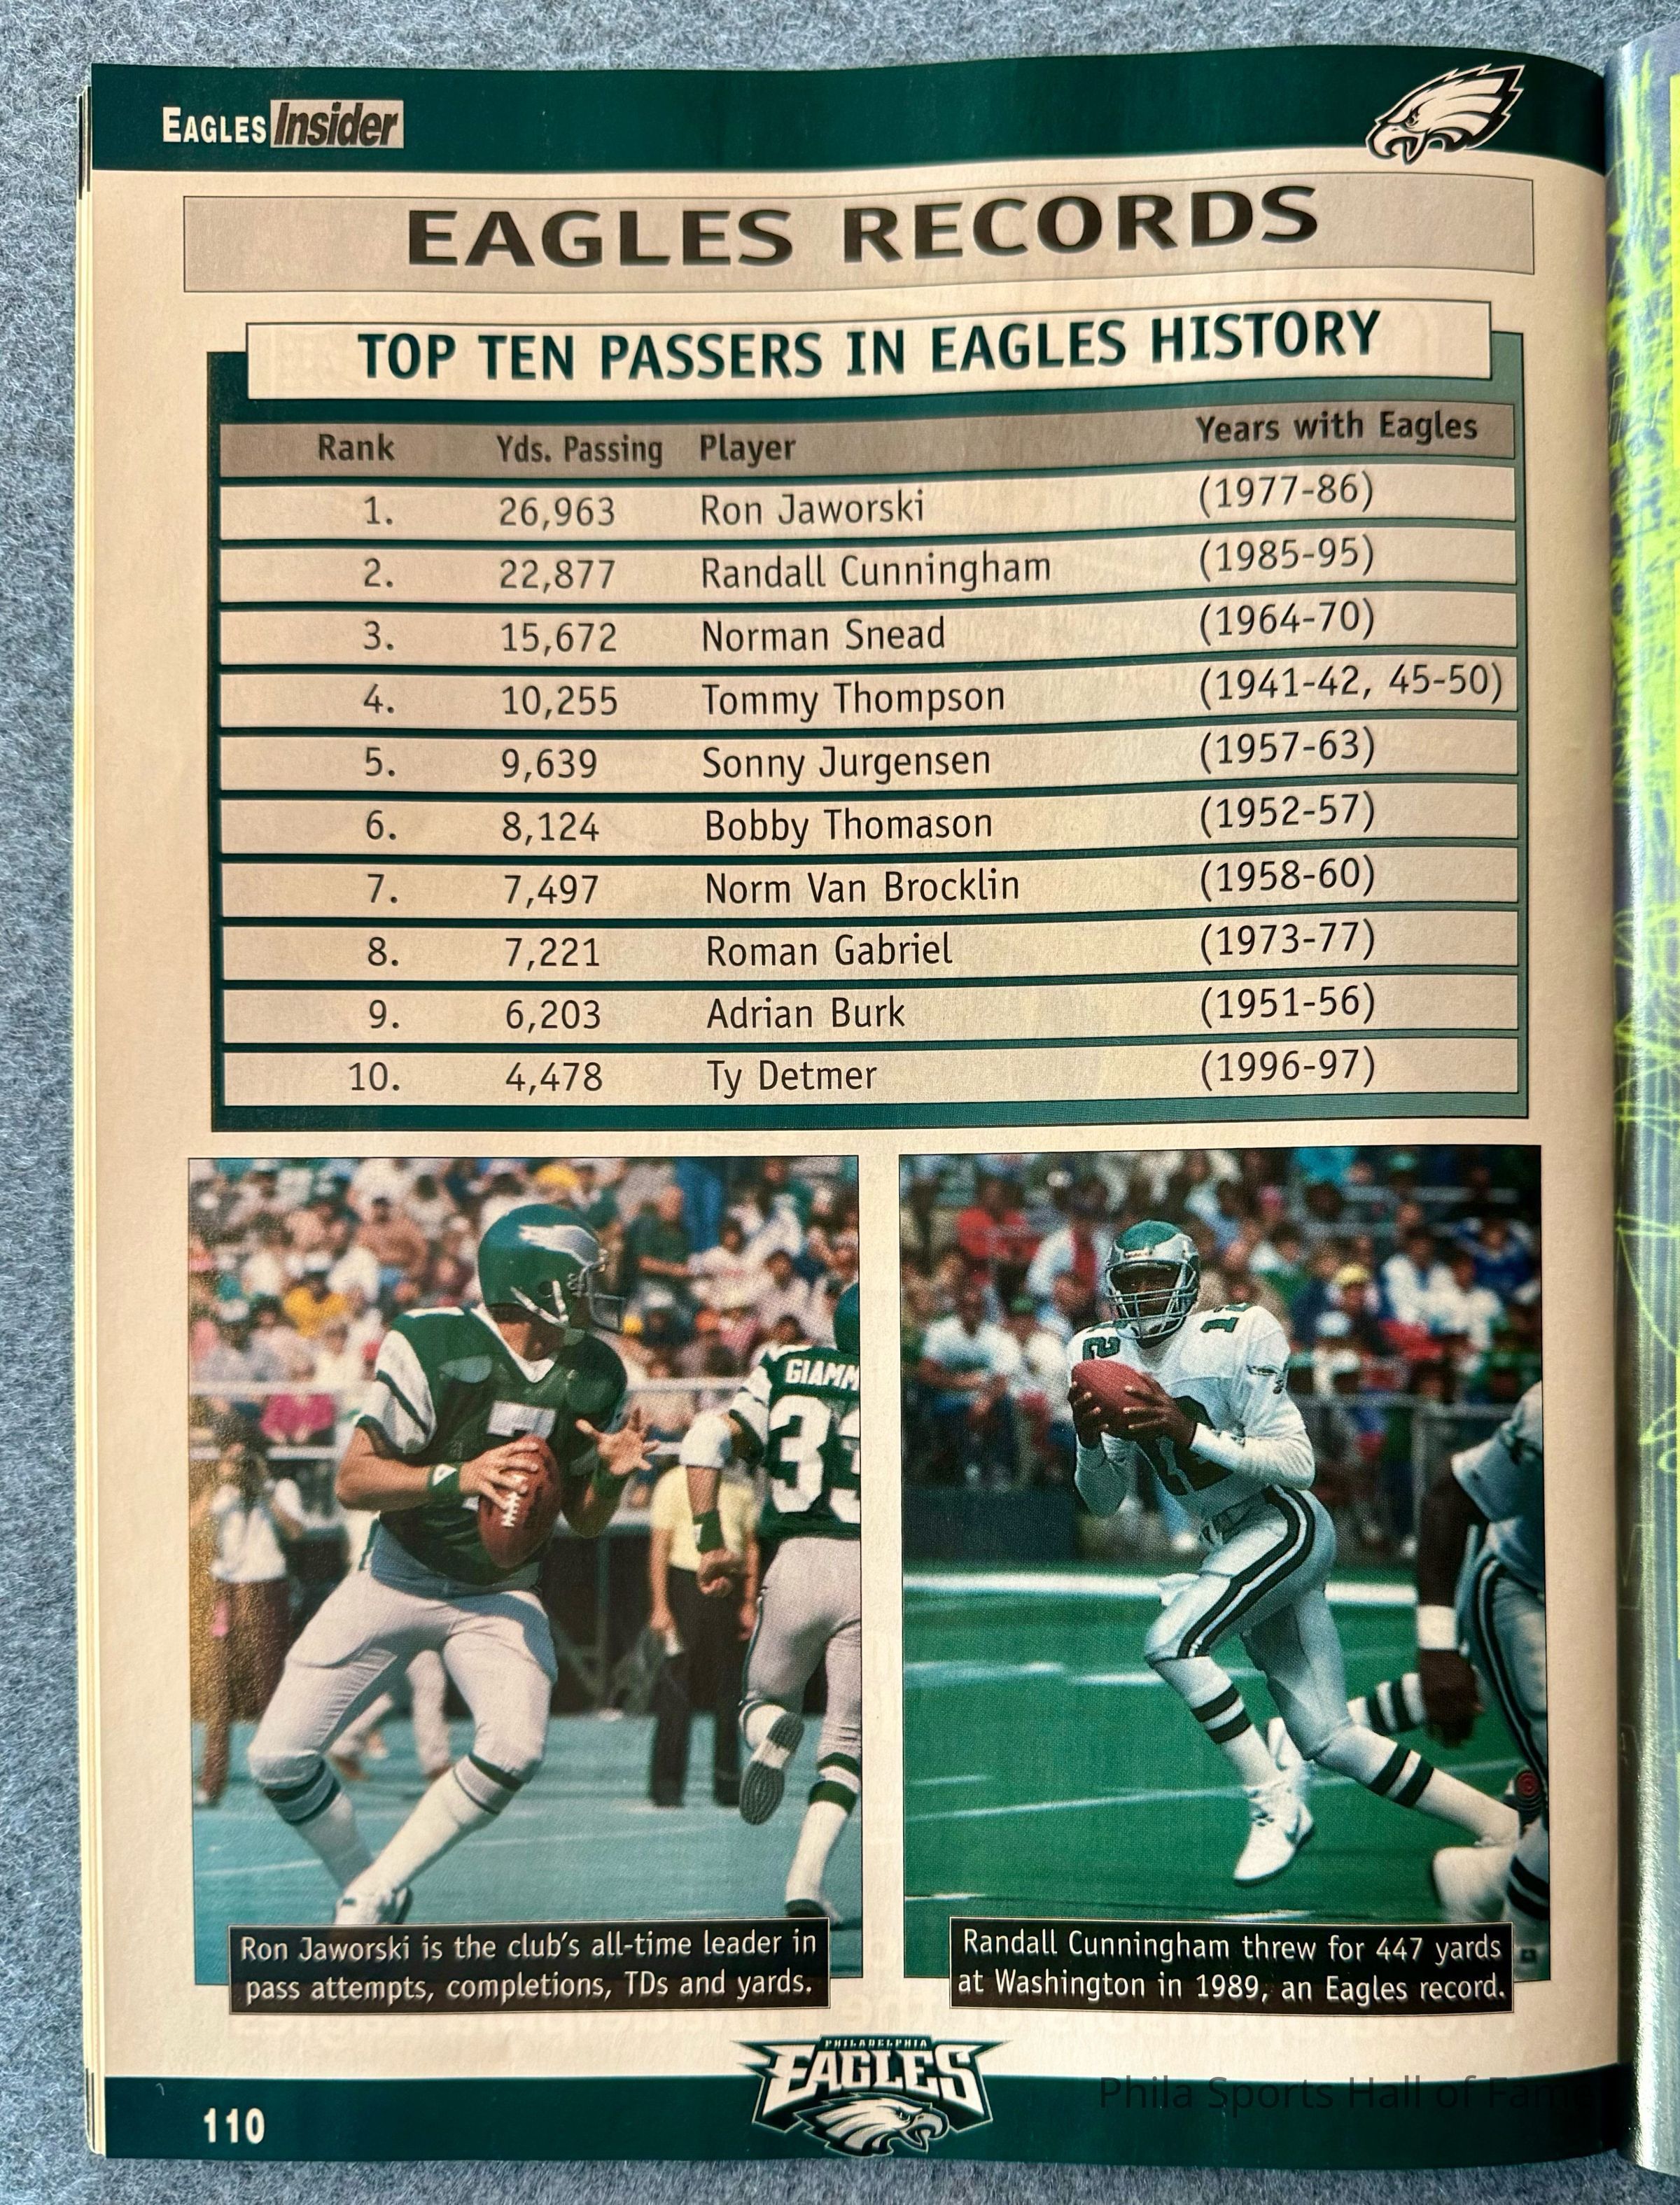 EAGLES Insider
EAGLES RECORDS
TOP TEN PASSERS IN EAGLES HISTORY
Rank Yds. Passing Player Years with Eagles
1. 26,963 Ron Jaworski (1977-86)
2. 22,877 Randall Cunningham (1985-95)
3. 15,672 Norman Snead (1964-70)
4. 10,255 Tommy Thompson (1941-42, 45-50)
5. 9,639 Sonny Jurgensen (1957-63)
6. 8,124 Bobby Thomason (1952-57)
7. 7,497 Norm Van Brocklin (1958-60)
8. 7,221 Roman Gabriel (1973-77)
9. 6,203 Adrian Burk (1951-56)
10. 4,478 Ty Detmer (1996-97)
7
GIAMM
33
12
12
Ron Jaworski is the club's all-time leader in
pass attempts, completions, TDs and yards.
Randall Cunningham threw for 447 yards
at Washington in 1989, an Eagles record.
PHILADELPHIA
EAGLES
Phila Sports Hall of Fame
110